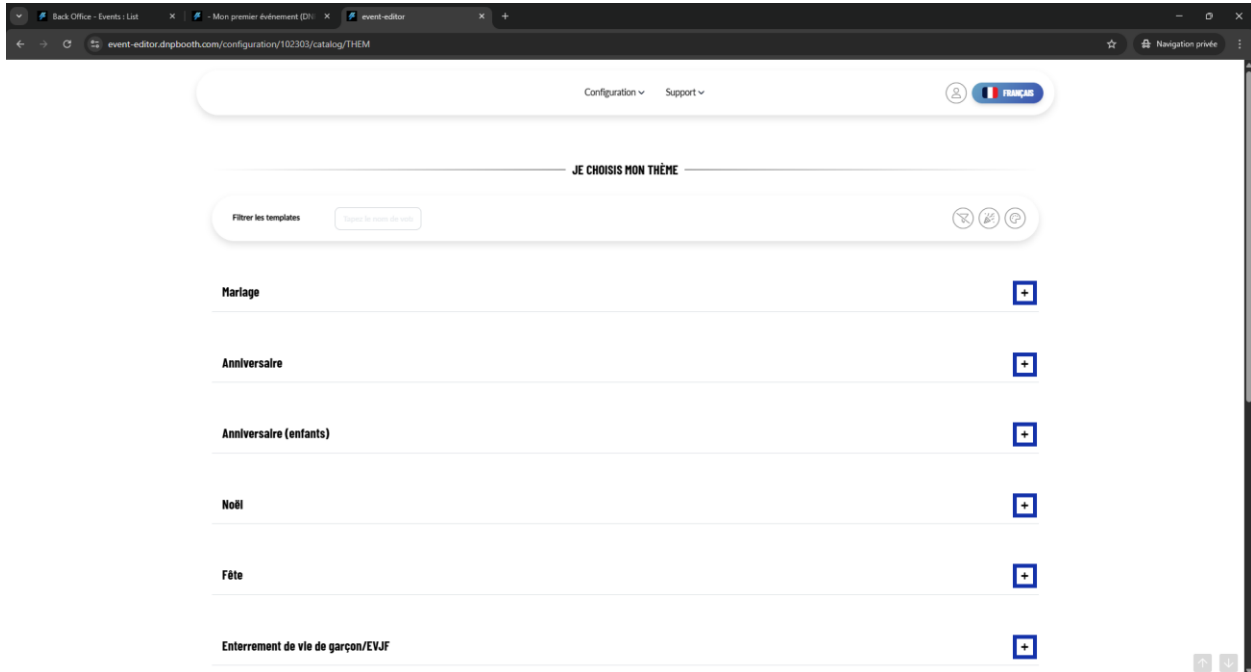 Back Office - Events : List
- Mon premier événement (DN
event-editor
event-editor.dnpbooth.com/configuration/102303/catalog/THEM
Navigation privée
Configuration
Support
FRANÇAIS
JE CHOISIS MON THÈME
Filtrer les templates
Mariage
+
Anniversaire
+
Anniversaire (enfants)
+
Noël
+
Fête
+
Enterrement de vie de garçon/EVJF
+